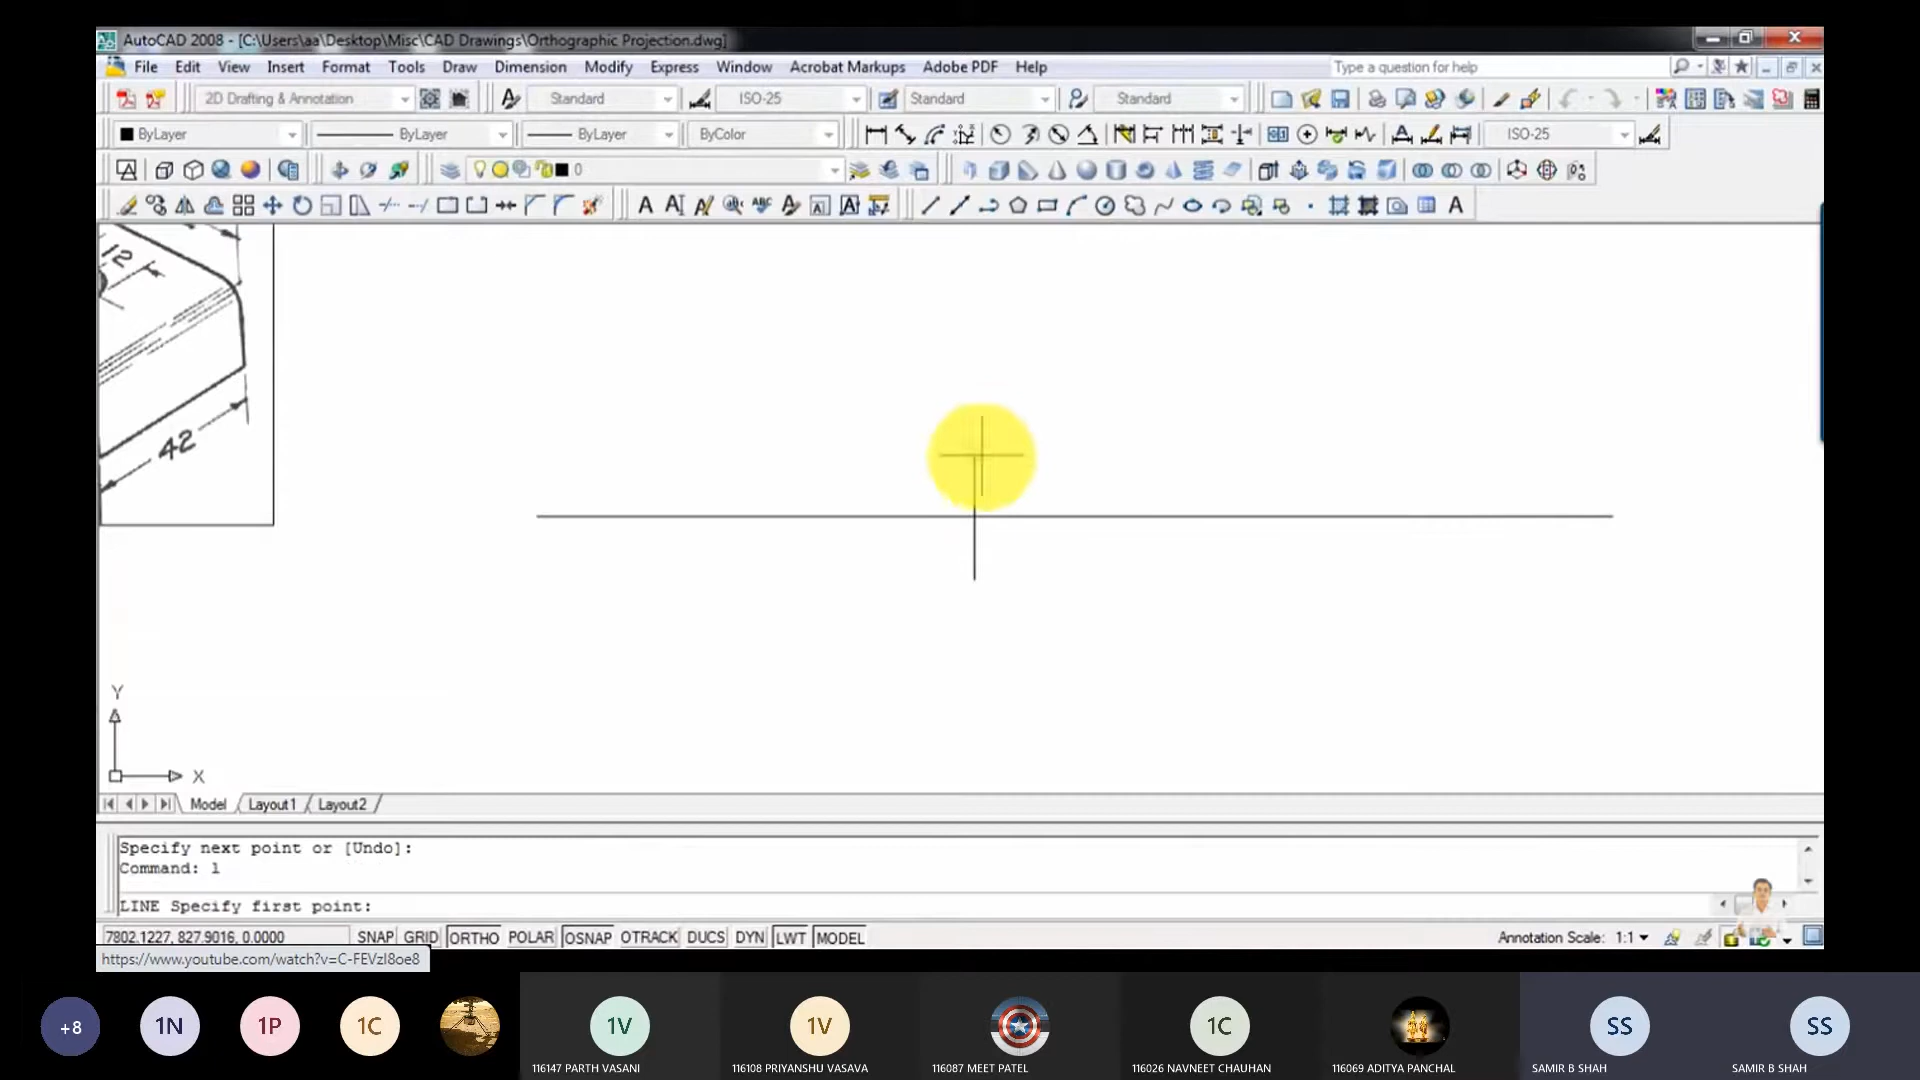 AutoCAD 2008 - [C:\Users\aa\Desktop\Misc\CAD Drawings\Orthographic Projection.dwg]
File Edit View Insert Format Tools Draw Dimension Modify Express Window Acrobat Markups Adobe PDF Help Type a question for help
2D Drafting & Annotation Standard ISO-25 Standard Standard
ByLayer ByLayer ByLayer ByColor ISO-25
0
12
42
Y
X
Model Layout1 Layout2
Specify next point or [Undo]:
Command: l
LINE Specify first point:
7802.1227, 827.9016, 0.0000 SNAP GRID ORTHO POLAR OSNAP OTRACK DUCS DYN LWT MODEL Annotation Scale: 1:1
https://www.youtube.com/watch?v=C-FEVzI8oe8
+8 1N 1P 1C 1V 1V 1C SS SS
116147 PARTH VASANI 116108 PRIYANSHU VASAVA 116087 MEET PATEL 116026 NAVNEET CHAUHAN 116069 ADITYA PANCHAL SAMIR B SHAH SAMIR B SHAH